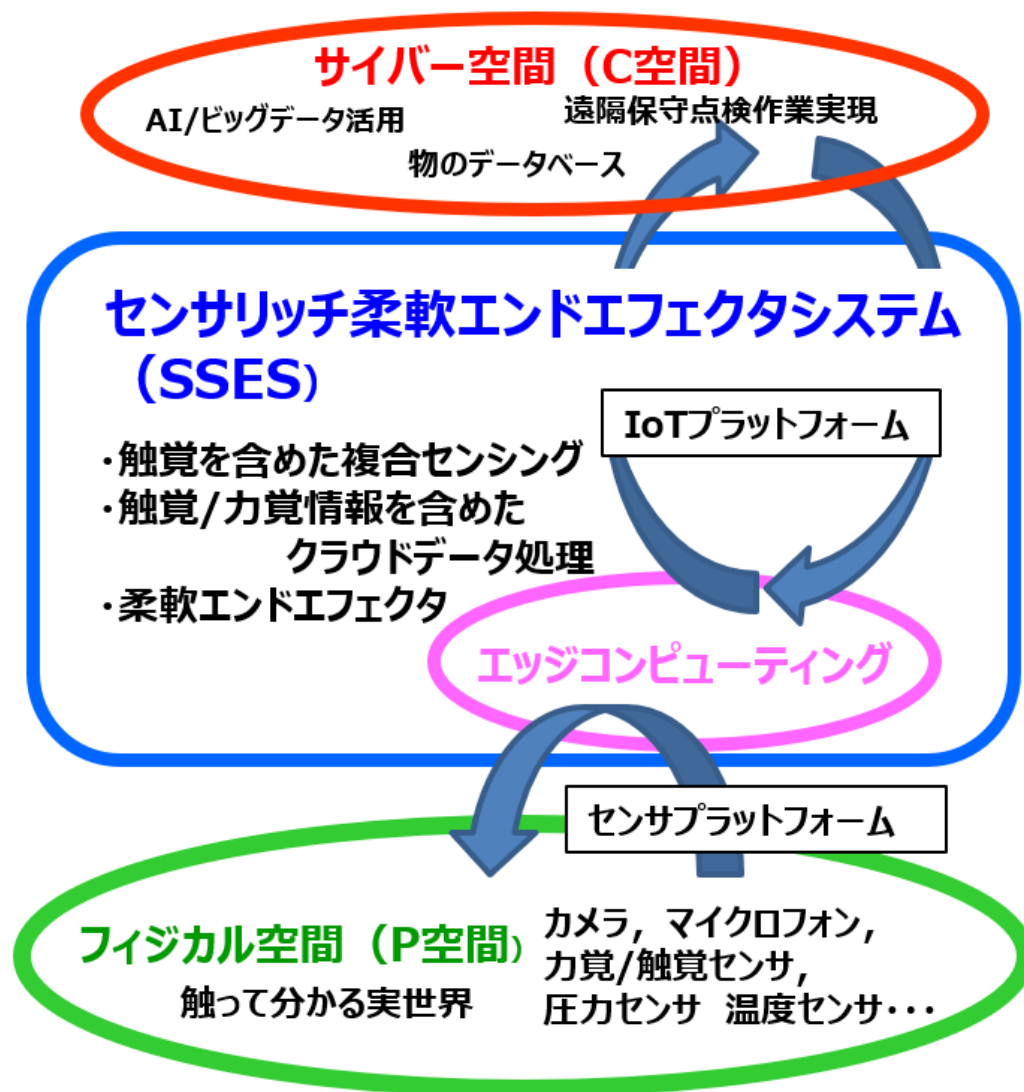 サイバー空間（C空間）
AI/ビッグデータ活用
遠隔保守点検作業実現
物のデータベース
センサリッチ柔軟エンドエフェクタシステム
（SSES）
IoTプラットフォーム
・触覚を含めた複合センシング
・触覚/力覚情報を含めた
クラウドデータ処理
・柔軟エンドエフェクタ
エッジコンピューティング
センサプラットフォーム
フィジカル空間（P空間）
触って分かる実世界
カメラ，マイクロフォン，
力覚/触覚センサ，
圧力センサ 温度センサ・・・